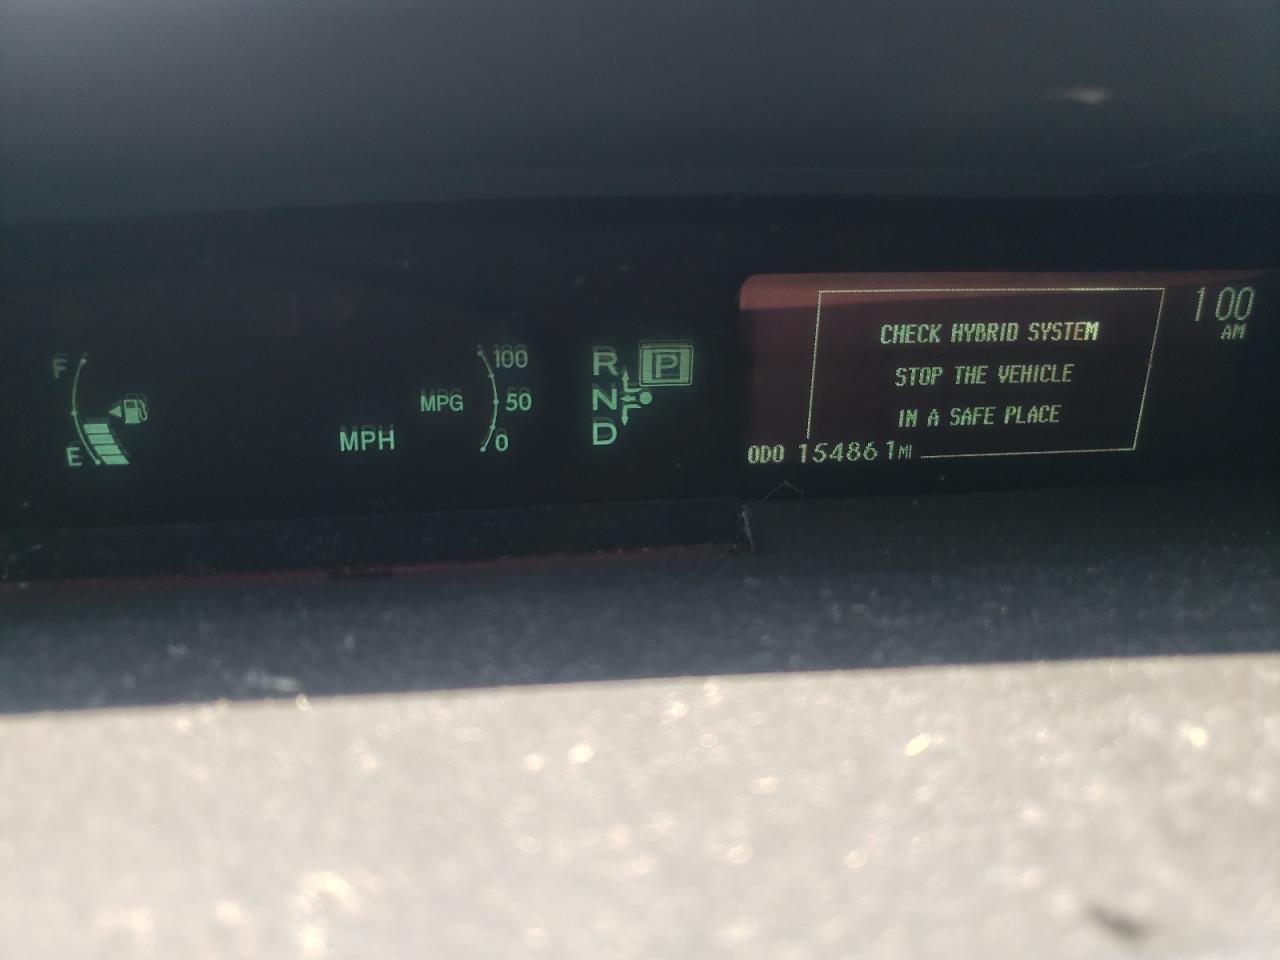 F
E
MPH
MPG
100
50
0
R
N
D
P
CHECK HYBRID SYSTEM
STOP THE VEHICLE
IN A SAFE PLACE
ODO 154861 MI
1:00
AM